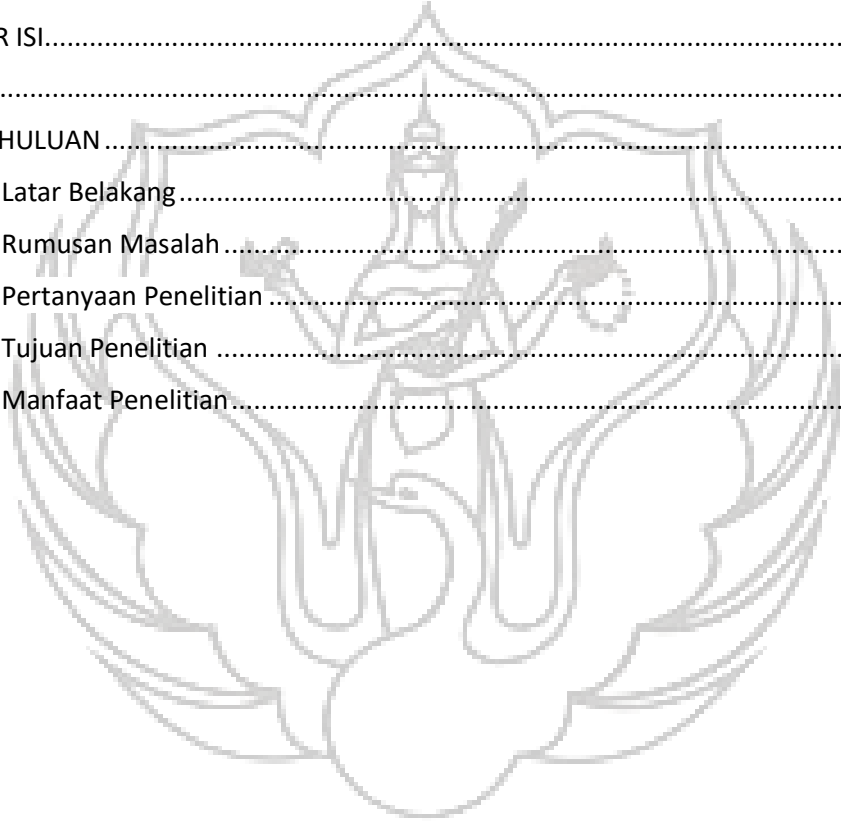 R ISI..............................................................................................................
.....................................................................................................................
HULUAN.....................................................................................................
Latar Belakang..........................................................................................
Rumusan Masalah....................................................................................
Pertanyaan Penelitian..............................................................................
Tujuan Penelitian .....................................................................................
Manfaat Penelitian...................................................................................